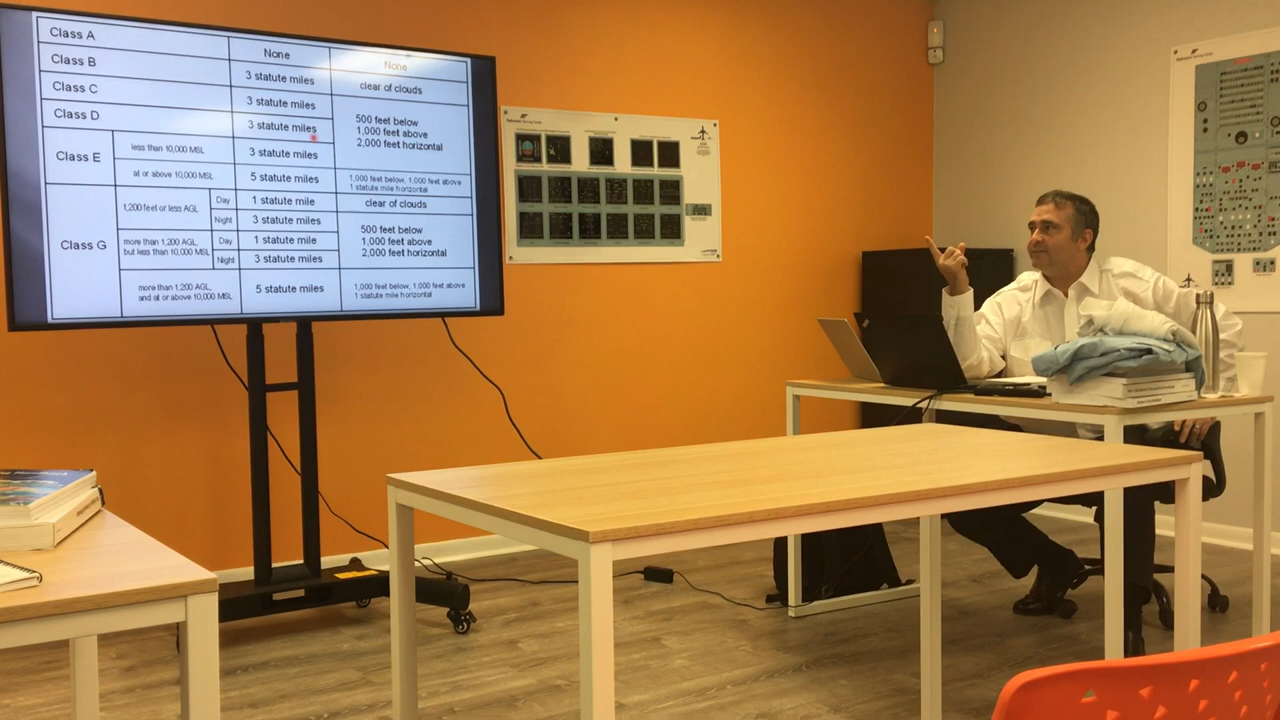 Class A None None
Class B 3 statute miles clear of clouds
Class C 3 statute miles
500 feet below
1,000 feet above
2,000 feet horizontal
Class D 3 statute miles
Class E less than 10,000 MSL 3 statute miles
at or above 10,000 MSL 5 statute miles
1,000 feet below, 1,000 feet above
1 statute mile horizontal
Class G
1,200 feet or less AGL
Day 1 statute mile clear of clouds
Night 3 statute miles
500 feet below
1,000 feet above
2,000 feet horizontal
more than 1,200 AGL,
but less than 10,000 MSL
Day 1 statute mile
Night 3 statute miles
more than 1,200 AGL,
and at or above 10,000 MSL
5 statute miles
1,000 feet below, 1,000 feet above
1 statute mile horizontal